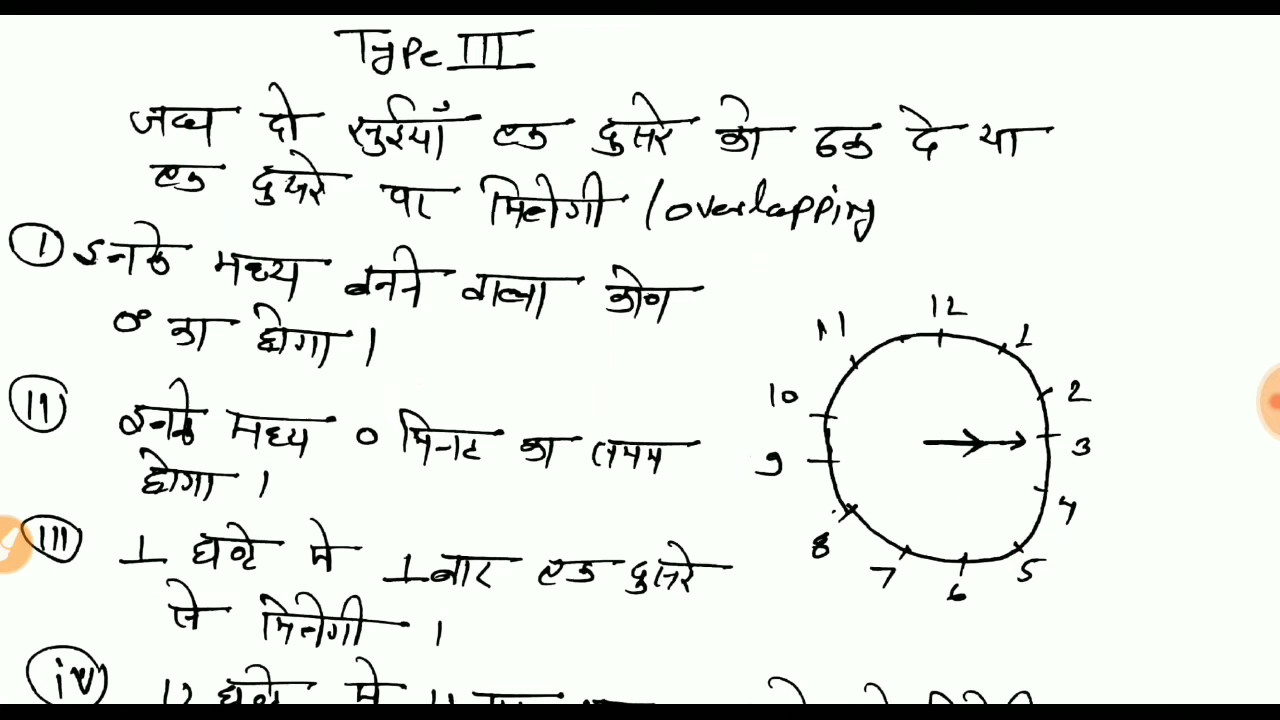 Type III
जब दो सुईयाँ एक दुसरे को ढक दे या
एक दुसरे पर मिलेगी / overlapping
(I) इनके मध्य बनने वाला कोण
0° का होगा ।
(II) इनके मध्य 0 मिनट का समय
होगा ।
(III) 1 घण्टे मे 1 बार एक दुसरे
से मिलेगी ।
(iv) घण्टे मे
12
11
1
10
2
9
3
8
4
7
5
6